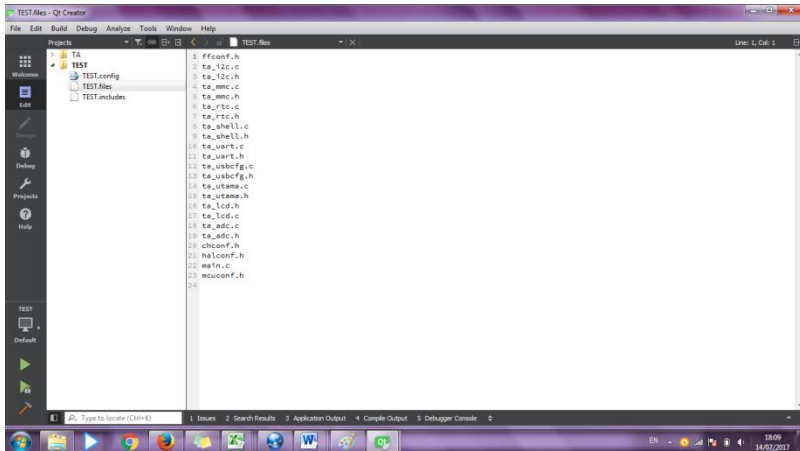 TEST.files - Qt Creator
File Edit Build Debug Analyze Tools Window Help
Projects
TEST.files
Line: 1, Col: 1
TA
TEST
TEST.config
TEST.files
TEST.includes
Welcome
Edit
Design
Debug
Projects
Help
TEST
Default
1 ffconf.h
2 ta_i2c.c
3 ta_i2c.h
4 ta_mmc.c
5 ta_mmc.h
6 ta_rtc.c
7 ta_rtc.h
8 ta_shell.c
9 ta_shell.h
10 ta_uart.c
11 ta_uart.h
12 ta_usbcfg.c
13 ta_usbcfg.h
14 ta_utama.c
15 ta_utama.h
16 ta_lcd.h
17 ta_lcd.c
18 ta_adc.c
19 ta_adc.h
20 chconf.h
21 halconf.h
22 main.c
23 mcuconf.h
24
Type to locate (Ctrl+K)
1 Issues 2 Search Results 3 Application Output 4 Compile Output 5 Debugger Console
EN
18:09
14/02/2017